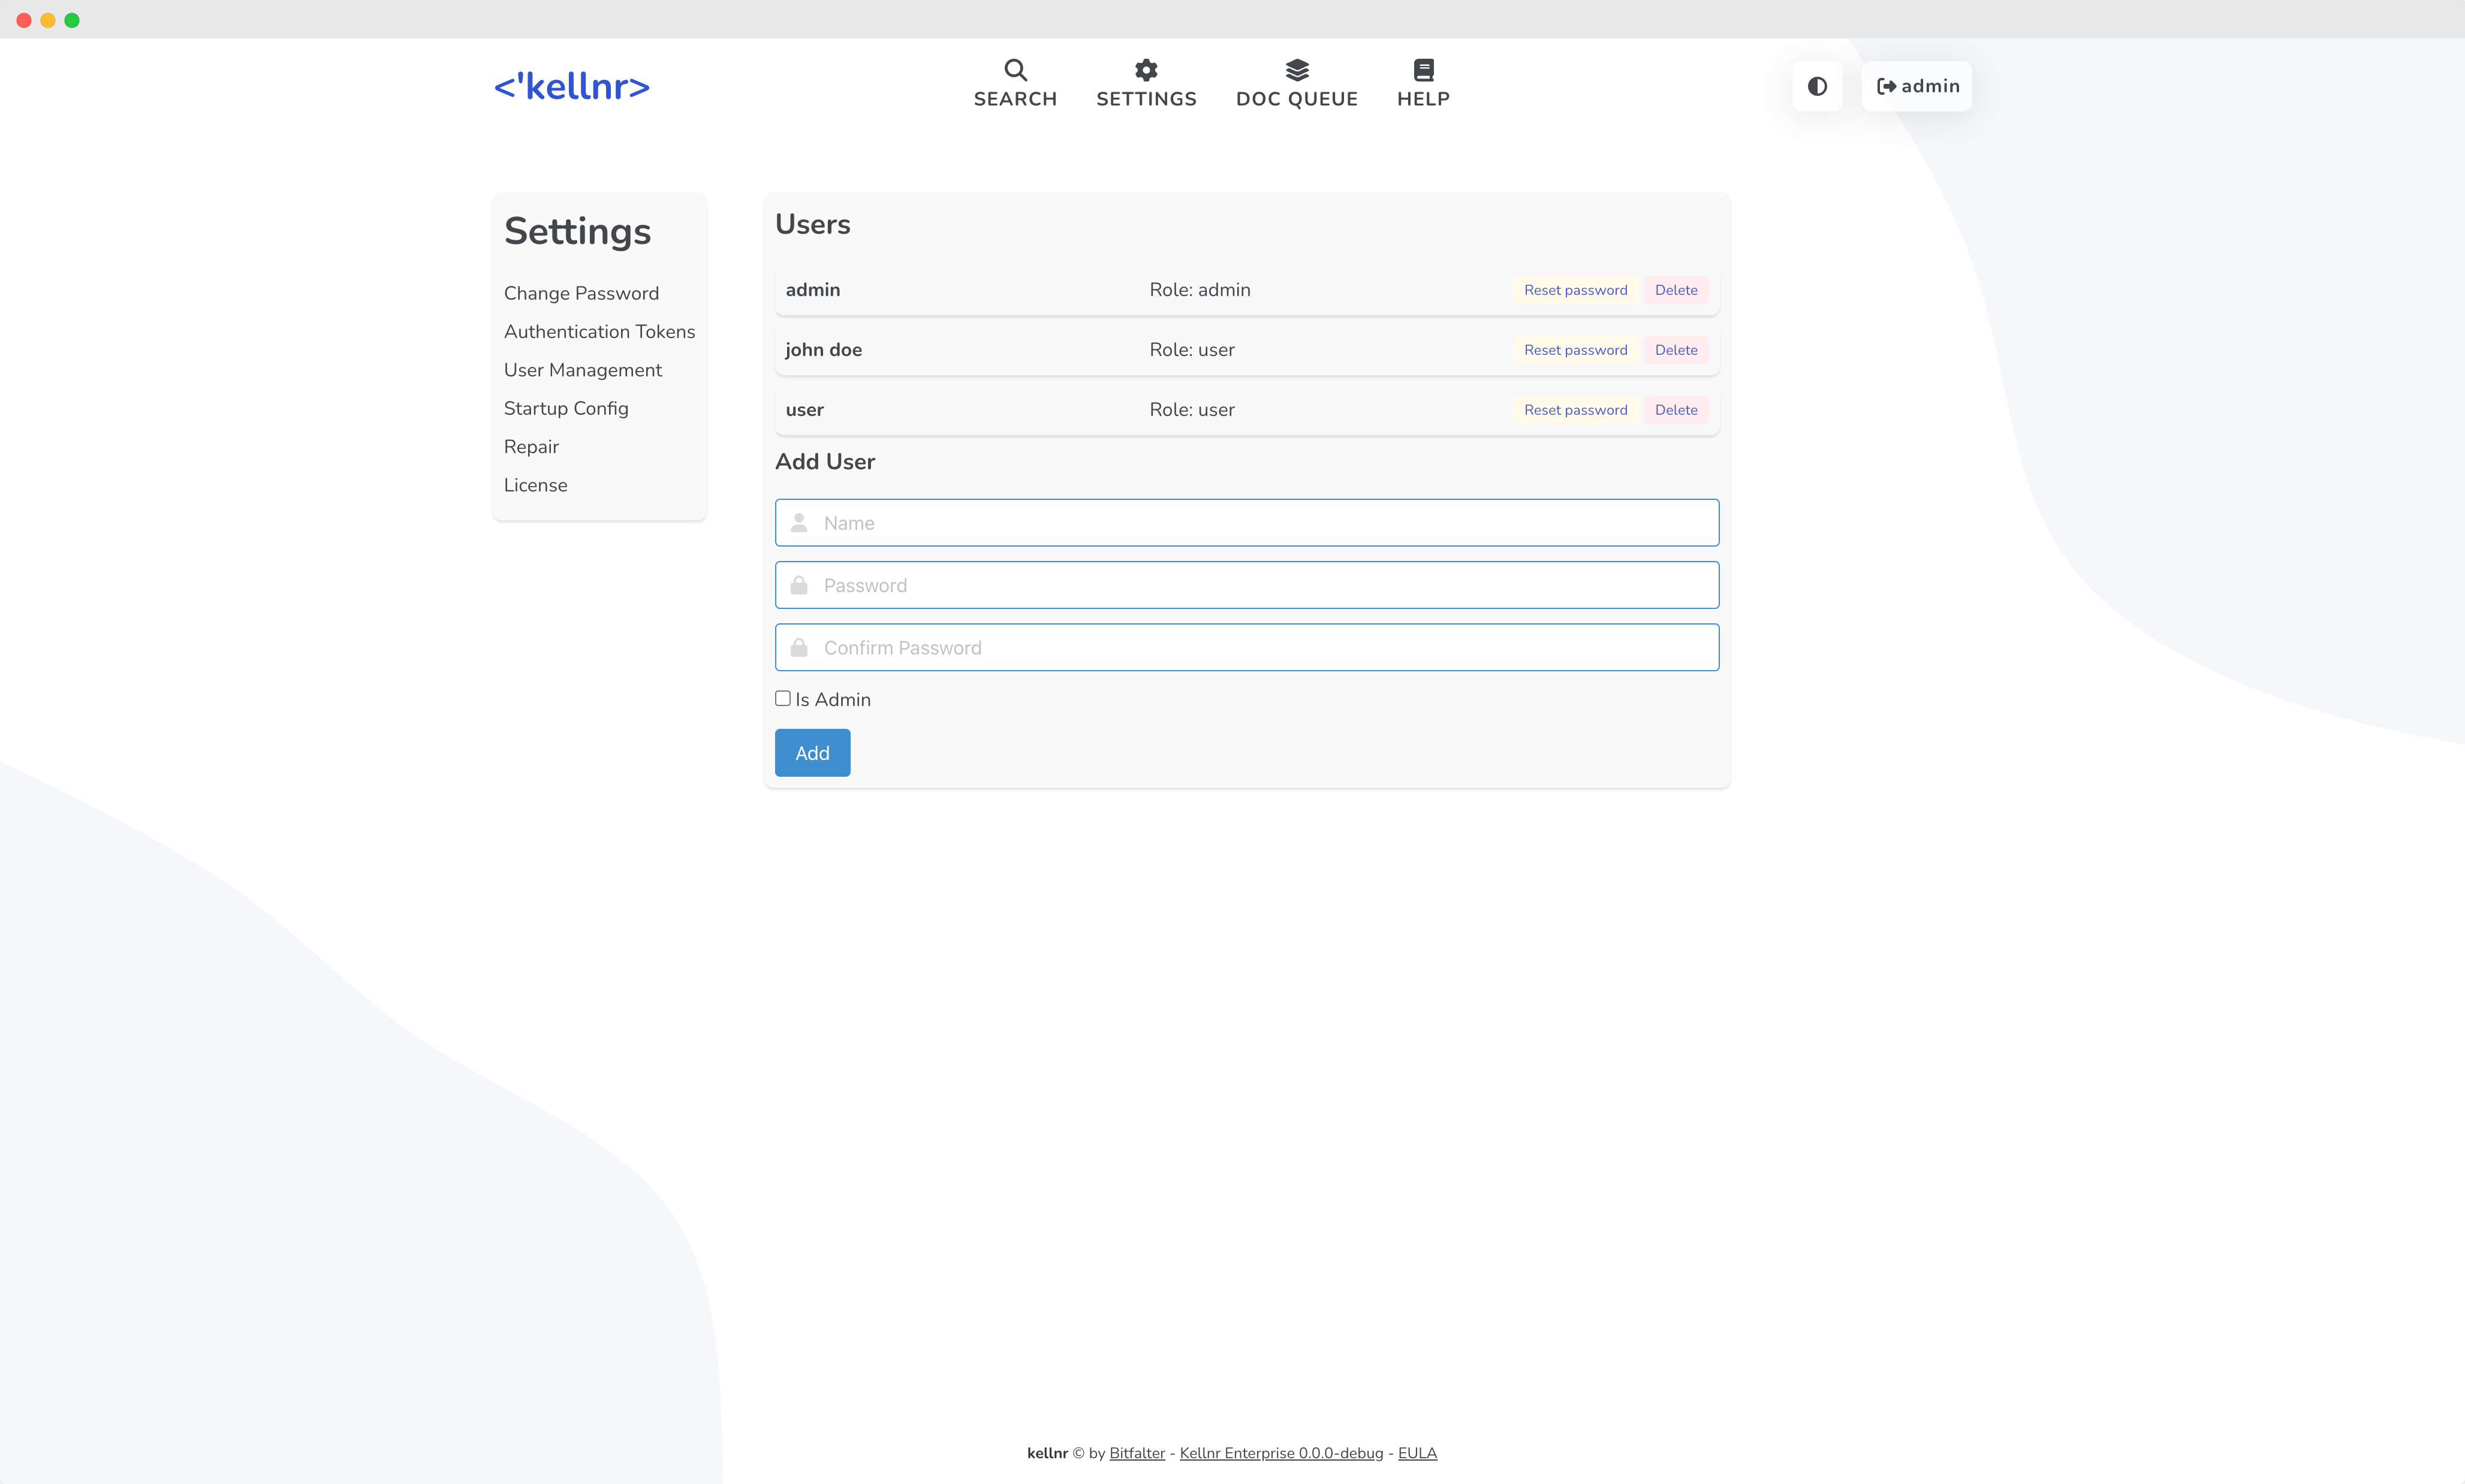 <'kellnr>
SEARCH SETTINGS DOC QUEUE HELP
admin
Settings
Change Password
Authentication Tokens
User Management
Startup Config
Repair
License
Users
admin Role: admin Reset password Delete
john doe Role: user Reset password Delete
user Role: user Reset password Delete
Add User
Name
Password
Confirm Password
Is Admin
Add
kellnr © by Bitfalter - Kellnr Enterprise 0.0.0-debug - EULA